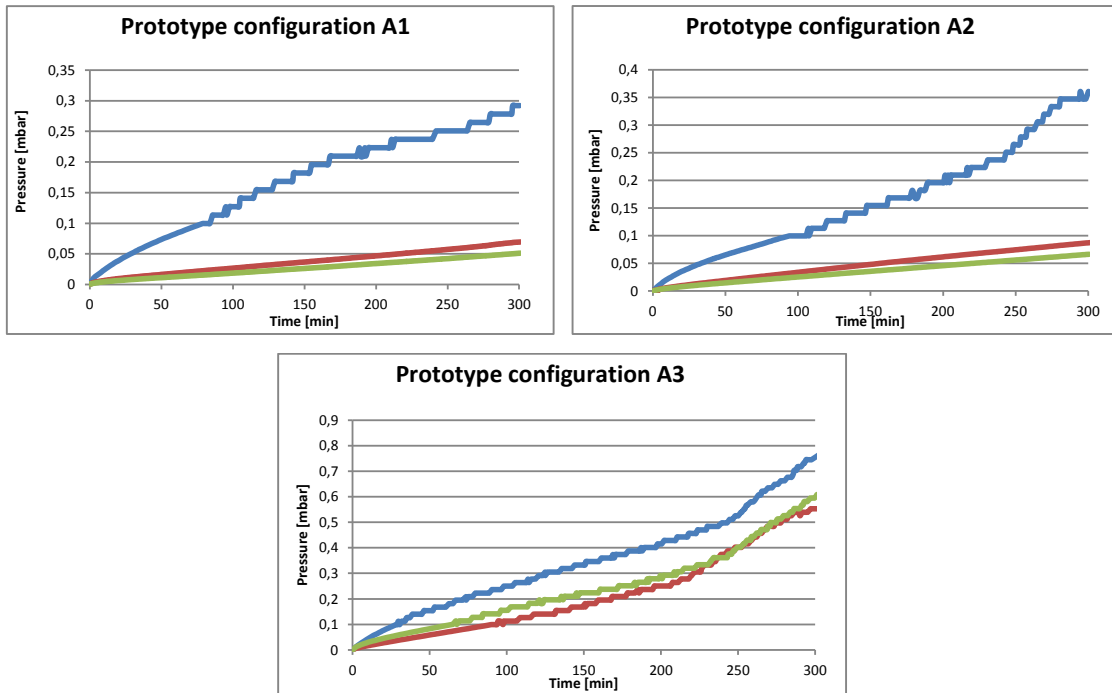 Prototype configuration A1
0,35
0,3
0,25
0,2
0,15
0,1
0,05
0
Pressure [mbar]
0 50 100 150 200 250 300
Time [min]
Prototype configuration A2
0,4
0,35
0,3
0,25
0,2
0,15
0,1
0,05
0
Pressure [mbar]
0 50 100 150 200 250 300
Time [min]
Prototype configuration A3
0,9
0,8
0,7
0,6
0,5
0,4
0,3
0,2
0,1
0
Pressure [mbar]
0 50 100 150 200 250 300
Time [min]